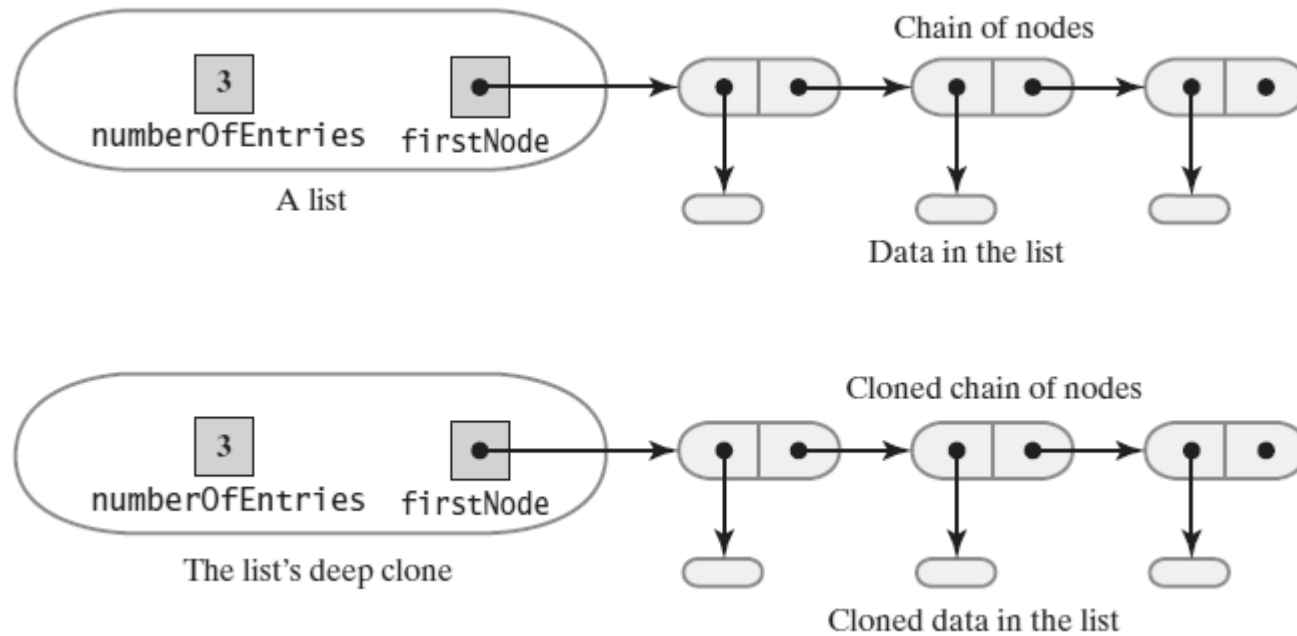 Chain of nodes
3
numberOfEntries
firstNode
A list
Data in the list
Cloned chain of nodes
3
numberOfEntries
firstNode
The list's deep clone
Cloned data in the list